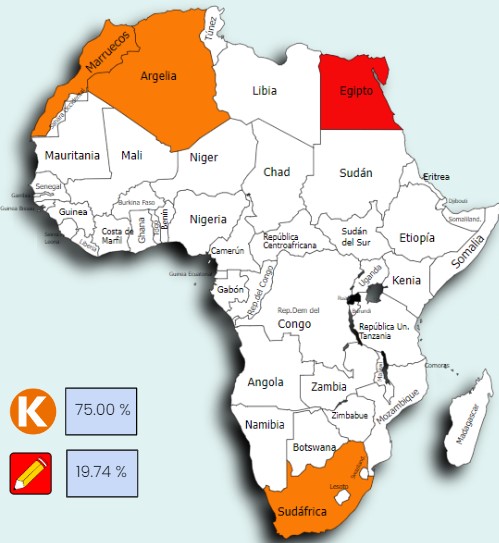 Túnez
Marruecos
Argelia
Libia
Egipto
Sahara Occidental
Mauritania
Mali
Niger
Chad
Sudán
Eritrea
Senegal
Gambia
Guinea Bissau
Guinea
Sierra
Leona
Liberia
Costa de
Marfil
Burkina Faso
Ghana
Togo
Benin
Nigeria
Camerún
República
Centroafricana
Sudán
del Sur
Etiopía
Djibouti
Somaliland.
Somalia
Guinea Ecuatorial
Gabón
Rep.del Congo
Rep.Dem del
Congo
Uganda
Kenia
Burundi
República Un.
Tanzania
Comoras
Angola
Zambia
Malawi
Mozambique
Zimbabue
Madagascar
Namibia
Botswana
Lesoto
Sudáfrica
K
75.00 %
19.74 %